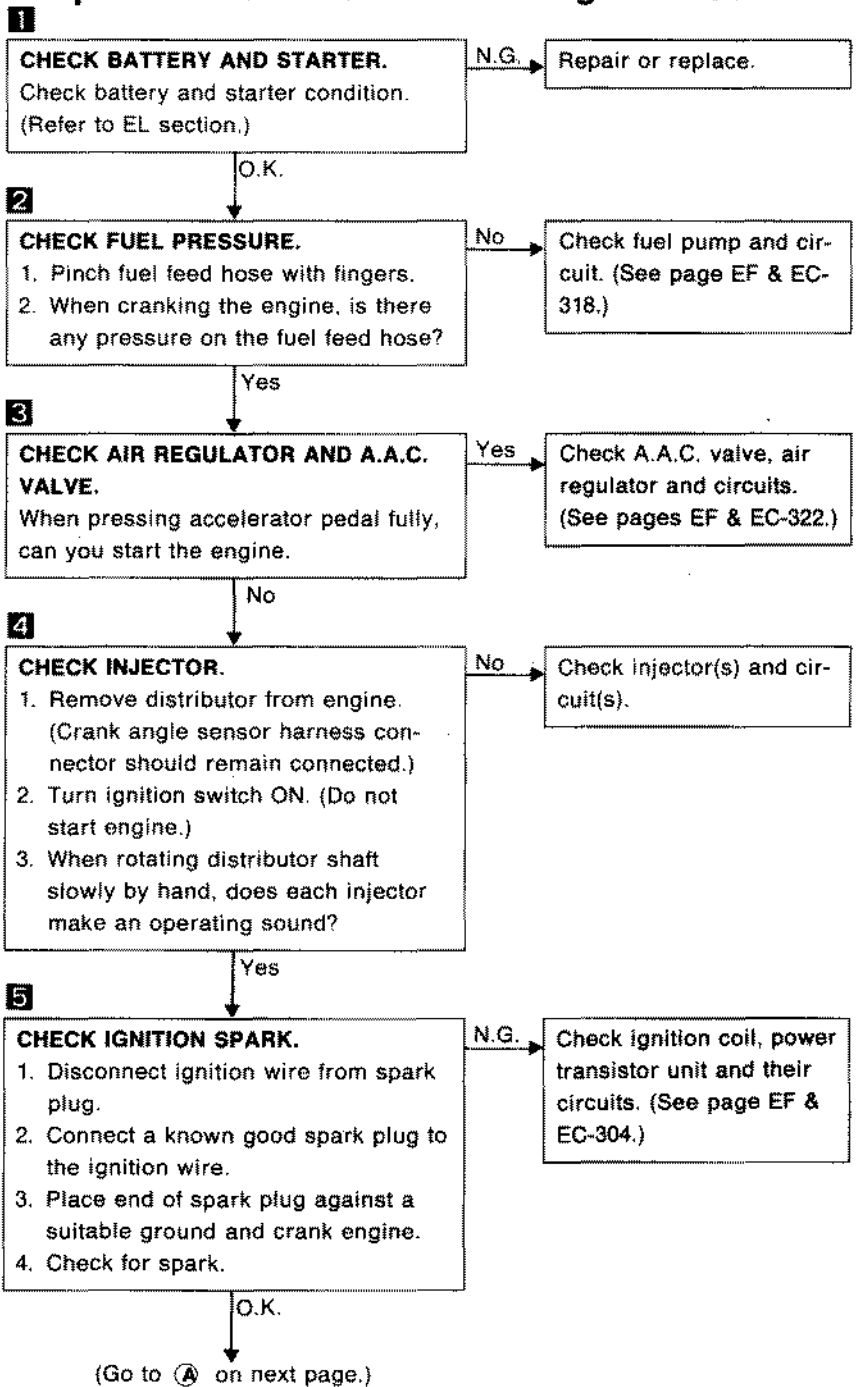 1
CHECK BATTERY AND STARTER.
Check battery and starter condition.
(Refer to EL section.)
N.G.
Repair or replace.
O.K.
2
CHECK FUEL PRESSURE.
1. Pinch fuel feed hose with fingers.
2. When cranking the engine, is there
any pressure on the fuel feed hose?
No
Check fuel pump and cir-
cuit. (See page EF & EC-
318.)
Yes
3
CHECK AIR REGULATOR AND A.A.C.
VALVE.
When pressing accelerator pedal fully,
can you start the engine.
Yes
Check A.A.C. valve, air
regulator and circuits.
(See pages EF & EC-322.)
No
4
CHECK INJECTOR.
1. Remove distributor from engine.
(Crank angle sensor harness con-
nector should remain connected.)
2. Turn ignition switch ON. (Do not
start engine.)
3. When rotating distributor shaft
slowly by hand, does each injector
make an operating sound?
No
Check injector(s) and cir-
cuit(s).
Yes
5
CHECK IGNITION SPARK.
1. Disconnect ignition wire from spark
plug.
2. Connect a known good spark plug to
the ignition wire.
3. Place end of spark plug against a
suitable ground and crank engine.
4. Check for spark.
N.G.
Check ignition coil, power
transistor unit and their
circuits. (See page EF &
EC-304.)
O.K.
(Go to Ⓐ on next page.)